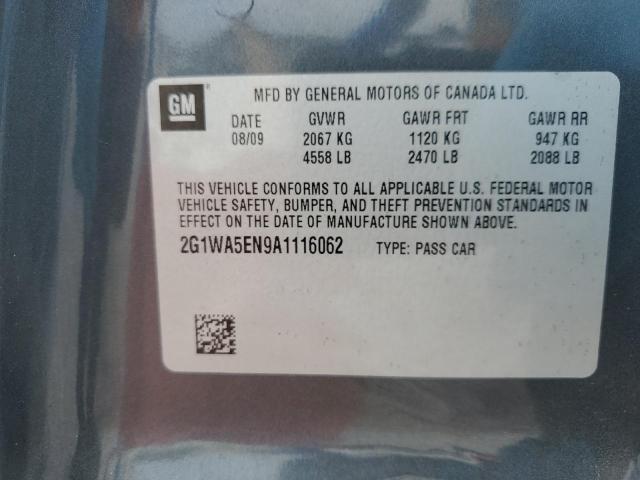 GM
MFD BY GENERAL MOTORS OF CANADA LTD.
DATE GVWR GAWR FRT GAWR RR
08/09 2067 KG 1120 KG 947 KG
4558 LB 2470 LB 2088 LB
THIS VEHICLE CONFORMS TO ALL APPLICABLE U.S. FEDERAL MOTOR
VEHICLE SAFETY, BUMPER, AND THEFT PREVENTION STANDARDS IN
EFFECT ON THE DATE OF MANUFACTURE SHOWN ABOVE.
2G1WA5EN9A1116062 TYPE: PASS CAR